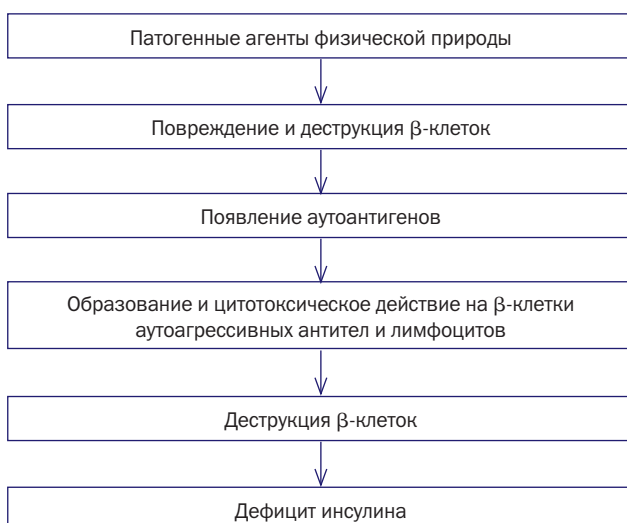 Патогенные агенты физической природы
Повреждение и деструкция β-клеток
Появление аутоантигенов
Образование и цитотоксическое действие на β-клетки
аутоагрессивных антител и лимфоцитов
Деструкция β-клеток
Дефицит инсулина